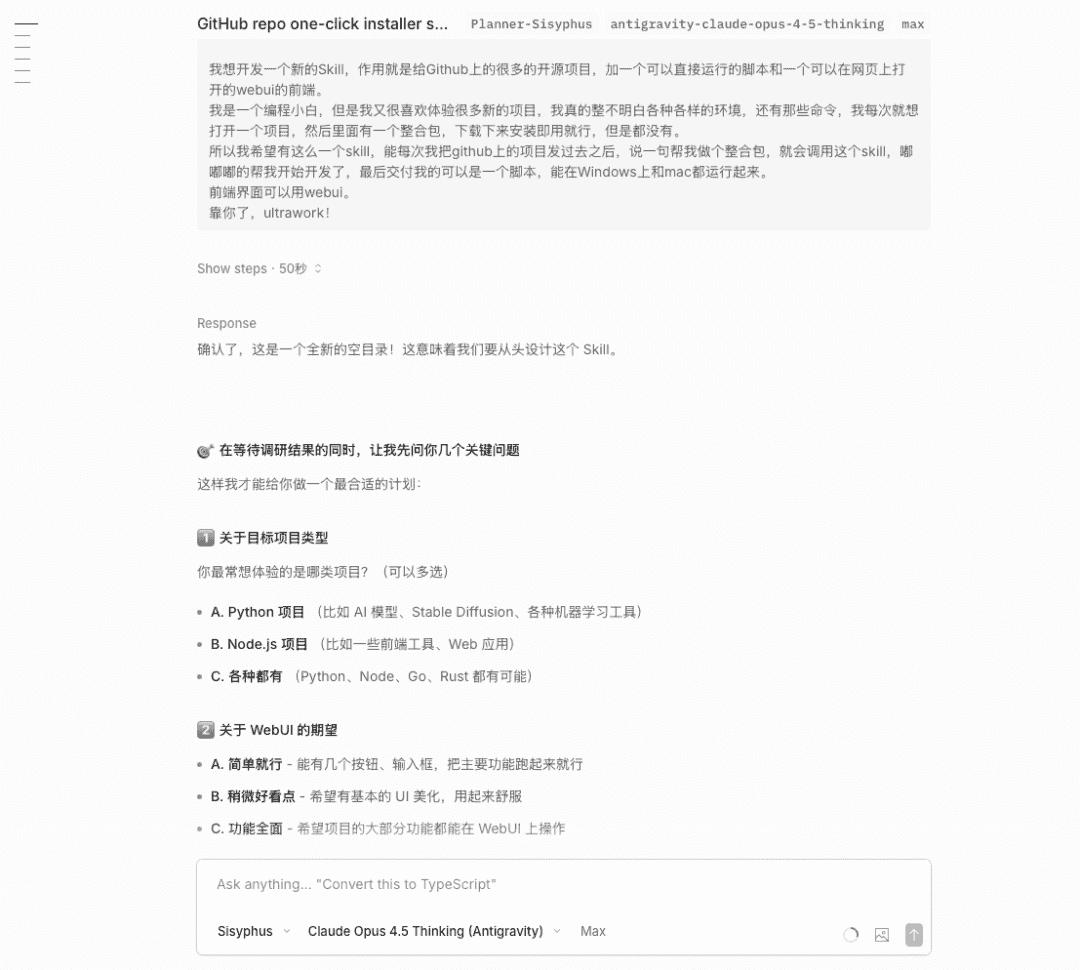 GitHub repo one-click installer s... Planner-Sisyphus antigravity-claude-opus-4-5-thinking max
我想开发一个新的Skill，作用就是给Github上的很多的开源项目，加一个可以直接运行的脚本和一个可以在网页上打
开的webui的前端。
我是一个编程小白，但是我又很喜欢体验很多新的项目，我真的整不明白各种各样的环境，还有那些命令，我每次就想
打开一个项目，然后里面有一个整合包，下载下来安装即用就行，但是都没有。
所以我希望有这么一个skill，能每次我把github上的项目发过去之后，说一句帮我做个整合包，就会调用这个skill，嘟
嘟嘟的帮我开始开发了，最后交付我的可以是一个脚本，能在Windows上和mac都运行起来。
前端界面可以用webui。
靠你了，ultrawork！
Show steps · 50秒
Response
确认了，这是一个全新的空目录！这意味着我们要从头设计这个 Skill。
🎯 在等待调研结果的同时，让我先问你几个关键问题
这样我才能给你做一个最合适的计划：
1️⃣ 关于目标项目类型
你最常想体验的是哪类项目？（可以多选）
• A. Python 项目 （比如 AI 模型、Stable Diffusion、各种机器学习工具）
• B. Node.js 项目 （比如一些前端工具、Web 应用）
• C. 各种都有 （Python、Node、Go、Rust 都有可能）
2️⃣ 关于 WebUI 的期望
• A. 简单就行 - 能有几个按钮、输入框，把主要功能跑起来就行
• B. 稍微好看点 - 希望有基本的 UI 美化，用起来舒服
• C. 功能全面 - 希望项目的大部分功能都能在 WebUI 上操作
Ask anything... "Convert this to TypeScript"
Sisyphus Claude Opus 4.5 Thinking (Antigravity) Max